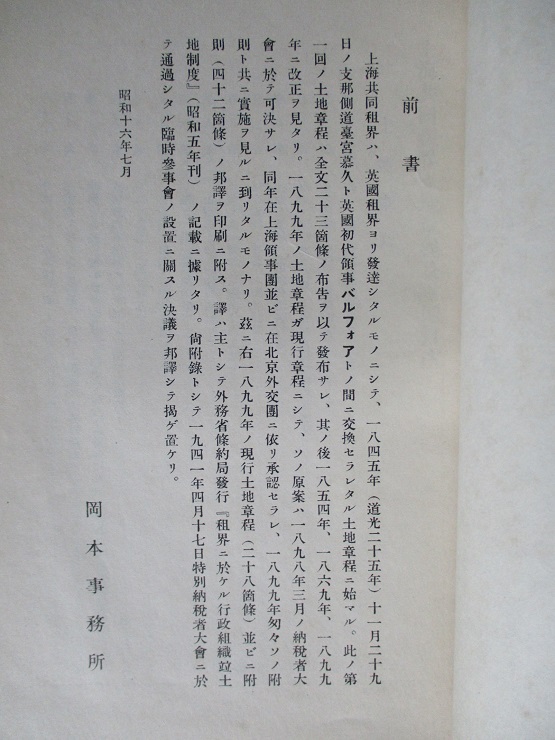 前書
上海共同租界ハ、英國租界ヨリ發達シタルモノニシテ、一八四五年（道光二十五年）十一月二十九
日ノ支那側道臺宮慕久ト英國初代領事バルフォアトノ間ニ交換セラレタル土地章程ニ始マル。此ノ第
一回ノ土地章程ハ全文二十三箇條ノ布告ヲ以テ發布サレ、其ノ後一八五四年、一八六九年、一八九九
年ニ改正ヲ見タリ。一八九九年ノ土地章程ガ現行章程ニシテ、ソノ原案ハ一八九八年三月ノ納稅者大
會ニ於テ可決サレ、同年在上海領事團並ビニ在北京外交團ニ依リ承認セラレ、一八九九年匆々ソノ附
則ト共ニ實施ヲ見ルニ到リタルモノナリ。茲ニ右一八九九年ノ現行土地章程（二十八箇條）並ビニ附
則（四十二箇條）ノ邦譯ヲ印刷ニ附ス。譯ハ主トシテ外務省條約局發行『租界ニ於ケル行政組織竝土
地制度』（昭和五年刊）ノ記載ニ據リタリ。尙附錄トシテ一九四一年四月十七日特別納稅者大會ニ於
テ通過シタル臨時參事會ノ設置ニ關スル決議ヲ邦譯シテ揭ゲ置ケリ。
昭和十六年七月
岡本事務所